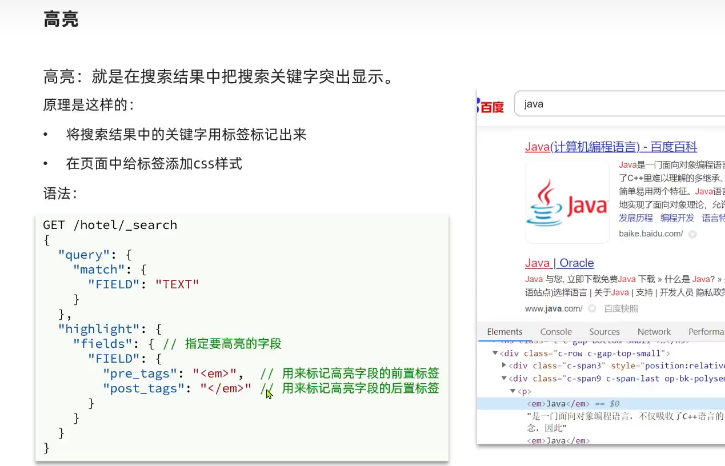 高亮
高亮：就是在搜索结果中把搜索关键字突出显示。
原理是这样的：
• 将搜索结果中的关键字用标签标记出来
• 在页面中给标签添加css样式
语法：
GET /hotel/_search
{
"query": {
"match": {
"FIELD": "TEXT"
}
},
"highlight": {
"fields": { // 指定要高亮的字段
"FIELD": {
"pre_tags": "<em>",  // 用来标记高亮字段的前置标签
"post_tags": "</em>" // 用来标记高亮字段的后置标签
}
}
}
}
百度
java
Java(计算机编程语言) - 百度百科
Java是一门面向对象编程语言
了C++里难以理解的多继承、
简单易用两个特征。Java语言
地实现了面向对象理论，允许
发展历程 编程开发 语言特
baike.baidu.com/
Java
Java | Oracle
Java 与您, 立即下载免费Java 下载 » 什么是 Java? »
语站点)选择语言 | 关于Java | 支持 | 开发人员 隐私政策
www.java.com/ 百度快照
Elements Console Sources Network Performa
<div class="c-row c-gap-top-small">
<div class="c-span3" style="position:relative
<div class="c-span9 c-span-last op-bk-polysem
<p>
<em>Java</em> == $0
"是一门面向对象编程语言，不仅吸收了C++语言的
念，因此"
<em>Java</em>